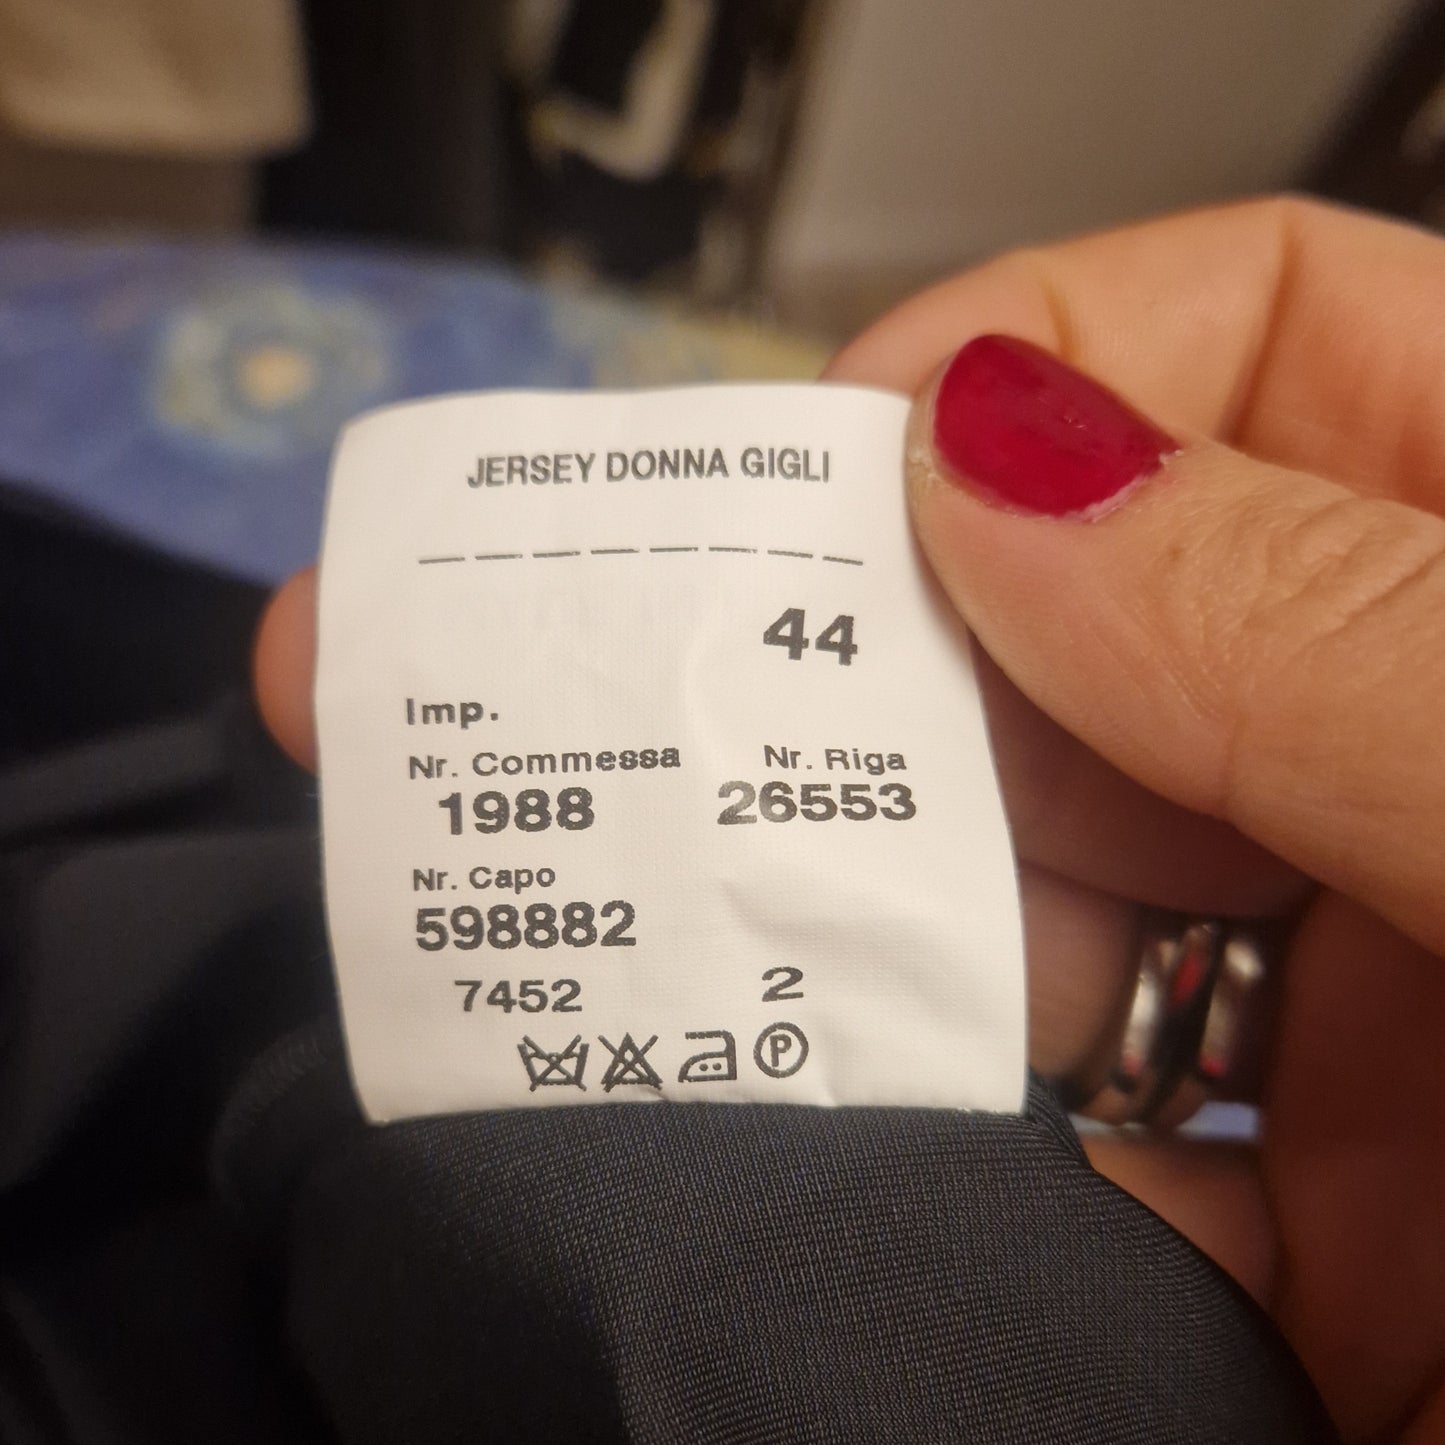 JERSEY DONNA GIGLI
44
Imp.
Nr. Commessa Nr. Riga
1988 26553
Nr. Capo
598882
7452 2
P